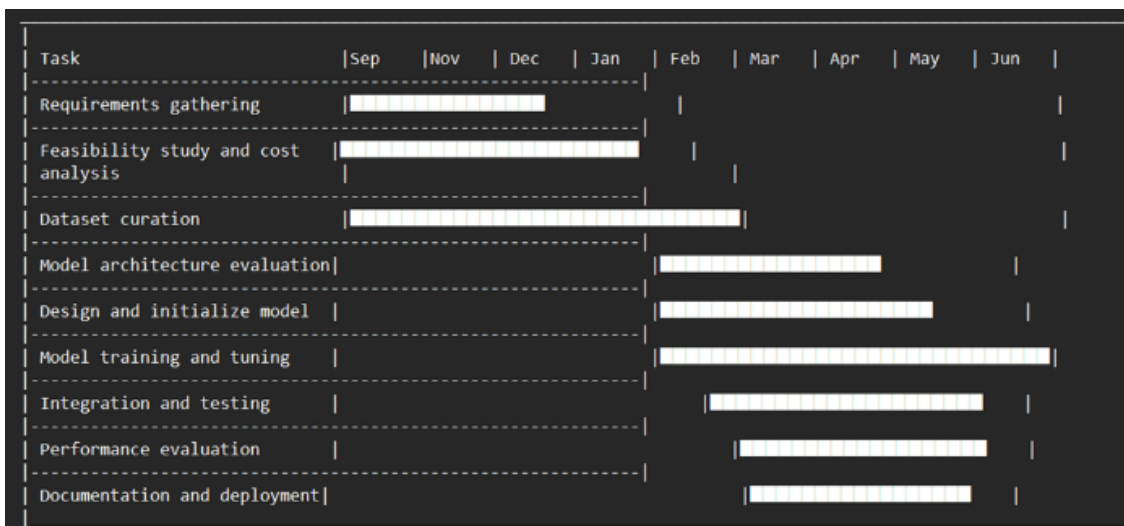 Task |Sep |Nov | Dec | Jan | Feb | Mar | Apr | May | Jun |
Requirements gathering
Feasibility study and cost
analysis
Dataset curation
Model architecture evaluation
Design and initialize model
Model training and tuning
Integration and testing
Performance evaluation
Documentation and deployment